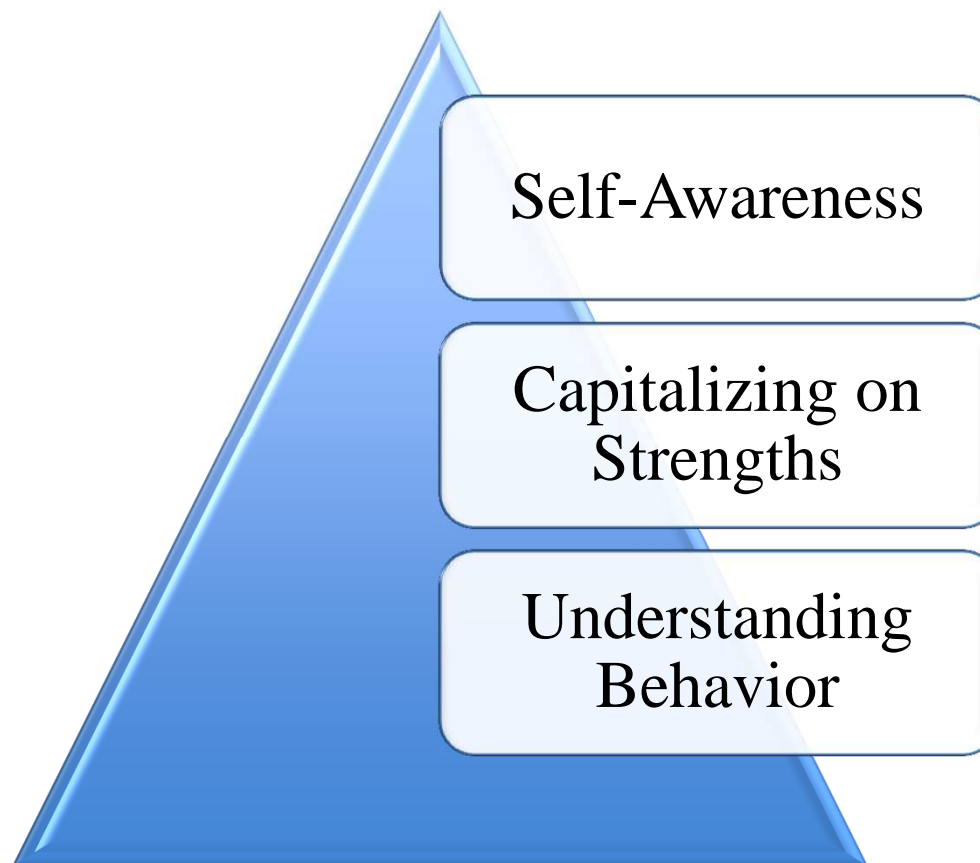 Self-Awareness
Capitalizing on
Strengths
Understanding
Behavior